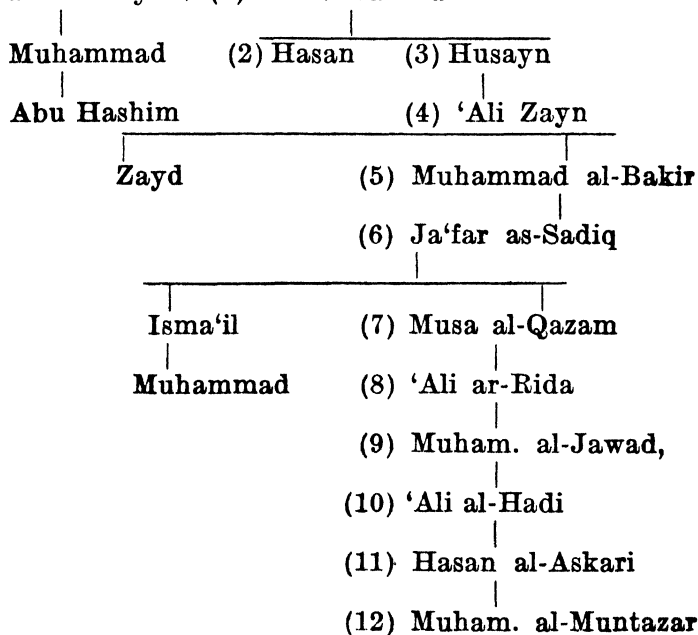 Muhammad (2) Hasan (3) Husayn
Abu Hashim (4) ‘Ali Zayn
Zayd (5) Muhammad al-Bakir
(6) Ja‘far as-Sadiq
Isma‘il (7) Musa al-Qazam
Muhammad (8) ‘Ali ar-Rida
(9) Muham. al-Jawad,
(10) ‘Ali al-Hadi
(11) Hasan al-Askari
(12) Muham. al-Muntazar